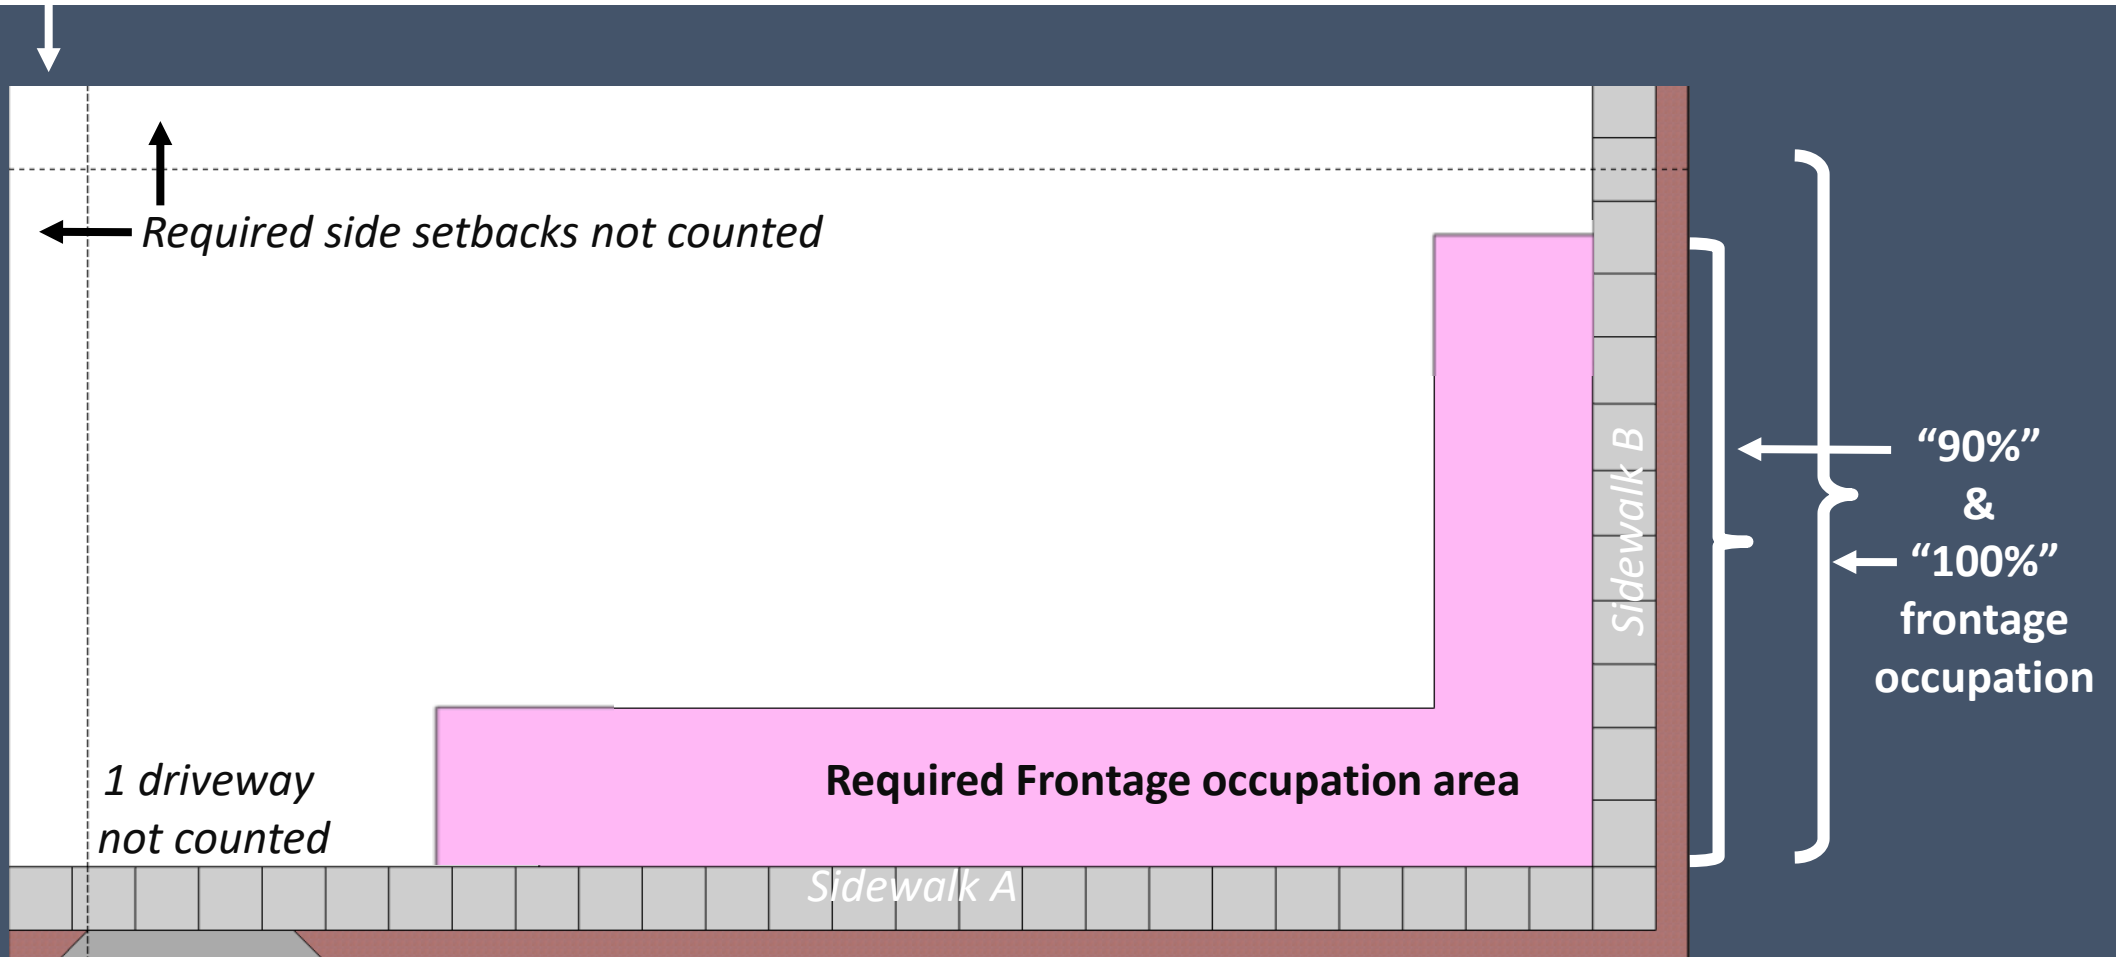 Required side setbacks not counted
“90%”
&
“100%”
frontage
occupation
Sidewalk B
1 driveway
not counted
Required Frontage occupation area
Sidewalk A